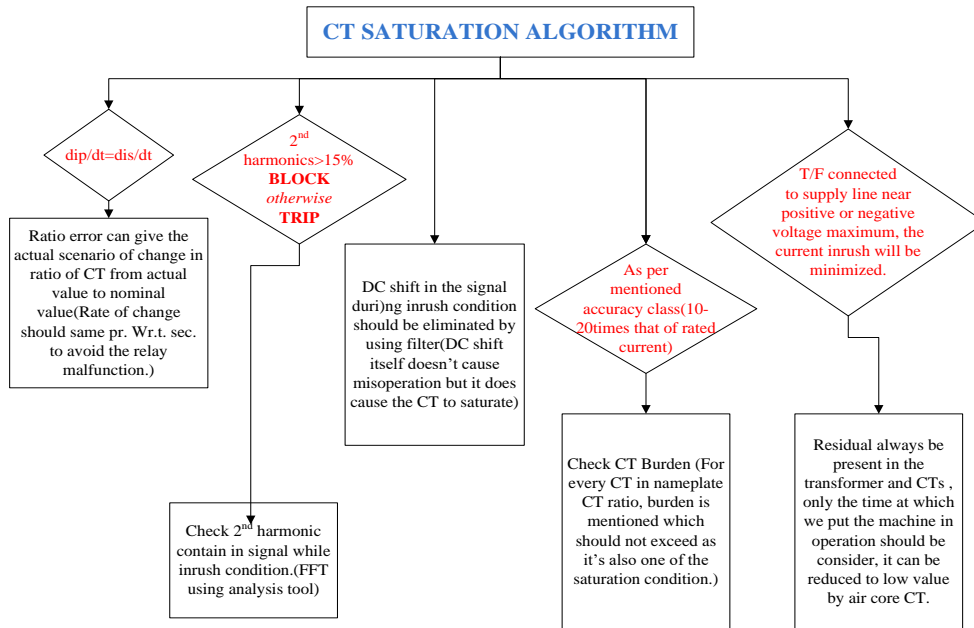 CT SATURATION ALGORITHM
dip/dt=dis/dt
2nd
harmonics>15%
BLOCK
otherwise
TRIP
T/F connected
to supply line near
positive or negative
voltage maximum, the
current inrush will be
minimized.
Ratio error can give the
actual scenario of change in
ratio of CT from actual
value to nominal
value(Rate of change
should same pr. Wr.t. sec.
to avoid the relay
malfunction.)
DC shift in the signal
duri)ng inrush condition
should be eliminated by
using filter(DC shift
itself doesn't cause
misoperation but it does
cause the CT to saturate)
As per
mentioned
accuracy class(10-
20times that of rated
current)
Check 2nd harmonic
contain in signal while
inrush condition.(FFT
using analysis tool)
Check CT Burden (For
every CT in nameplate
CT ratio, burden is
mentioned which
should not exceed as
it's also one of the
saturation condition.)
Residual always be
present in the
transformer and CTs ,
only the time at which
we put the machine in
operation should be
consider, it can be
reduced to low value
by air core CT.